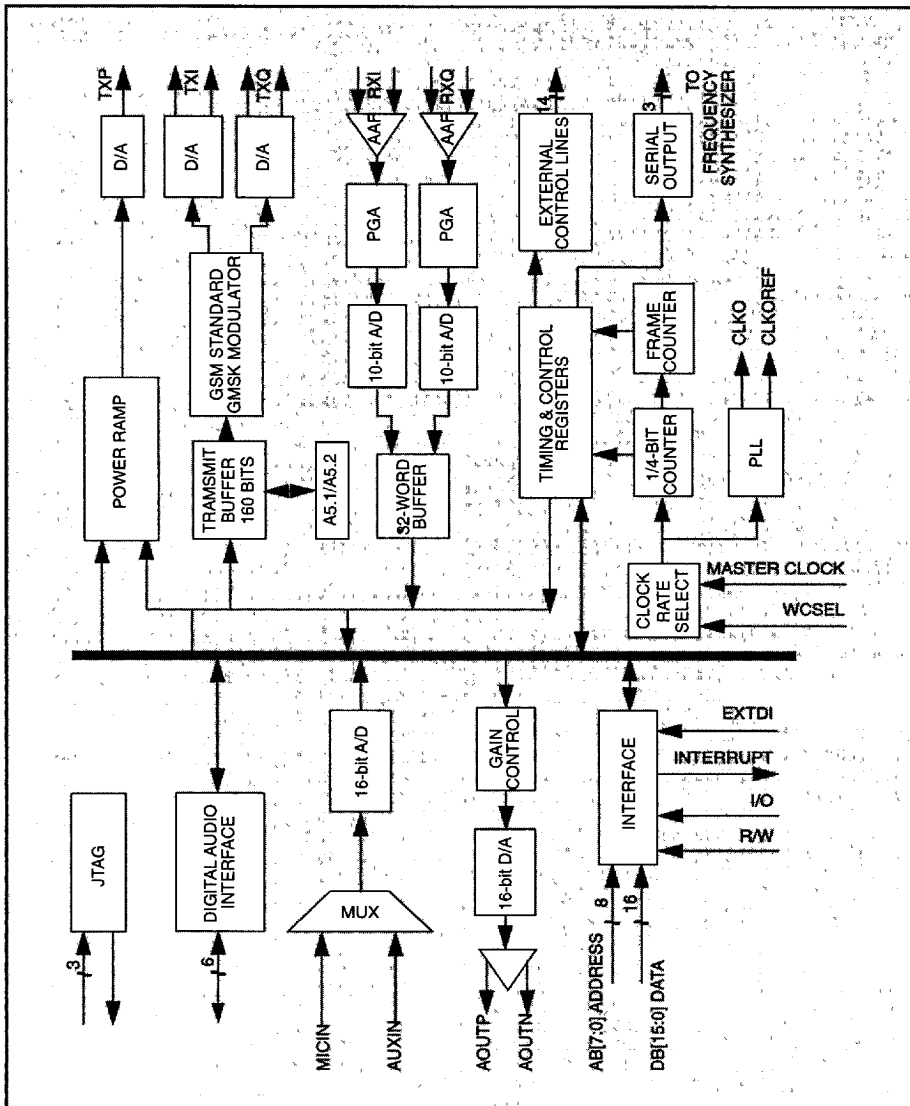 TXP
TXI
TXQ
RXI
RXQ
14
3
TO
FREQUENCY
SYNTHESIZER
D/A
D/A
D/A
AAF
AAF
EXTERNAL
CONTROL LINES
SERIAL
OUTPUT
PGA
PGA
GSM STANDARD
GMSK MODULATOR
10-bit A/D
10-bit A/D
FRAME
COUNTER
CLKO
CLKOREF
POWER RAMP
TRAMSMIT
BUFFER
160 BITS
A5.1/A5.2
32-WORD
BUFFER
TIMING & CONTROL
REGISTERS
1/4-BIT
COUNTER
PLL
CLOCK
RATE
SELECT
MASTER CLOCK
WCSEL
JTAG
3
DIGITAL AUDIO
INTERFACE
6
16-bit A/D
MUX
MICIN
AUXIN
GAIN
CONTROL
16-bit D/A
AOUTP
AOUTN
INTERFACE
EXTDI
INTERRUPT
I/O
R/W
8
16
AB[7:0] ADDRESS
DB[15:0] DATA